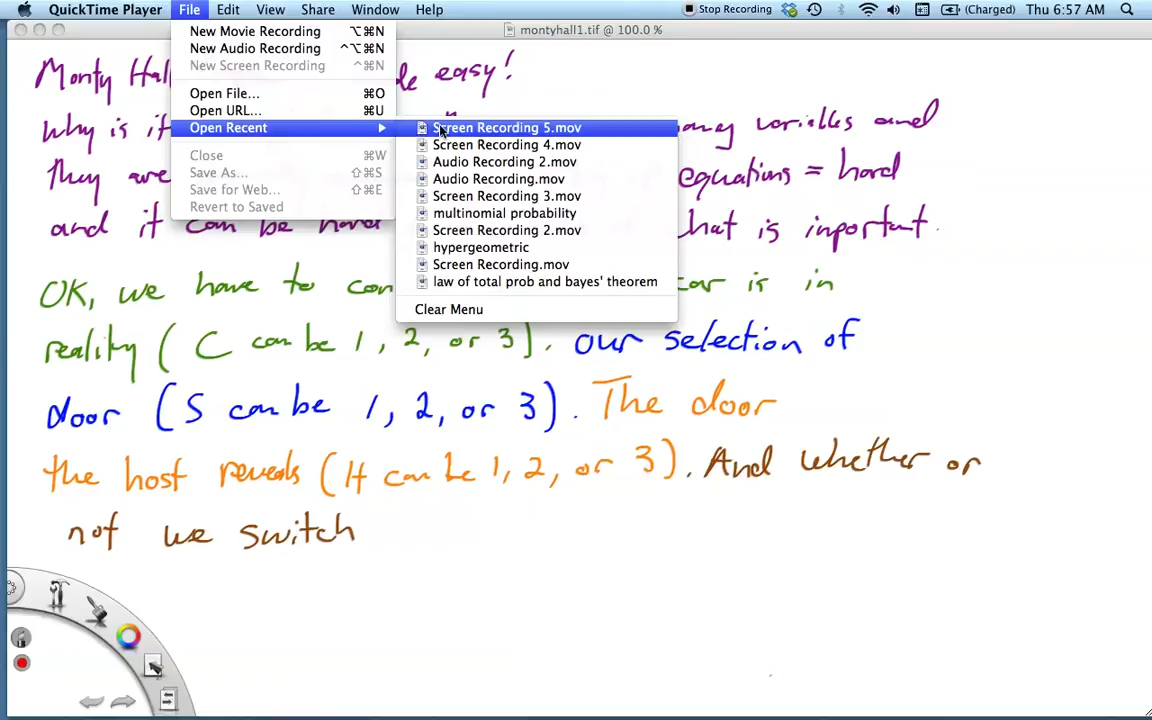 QuickTime Player File Edit View Share Window Help Stop Recording (Charged) Thu 6:57 AM
montyhall1.tif @ 100.0 %
New Movie Recording ⌥⌘N
New Audio Recording ^⌥⌘N
New Screen Recording ^⌘N
Open File... ⌘O
Open URL... ⌘U
Open Recent
Close ⌘W
Save As... ⇧⌘S
Save for Web... ⇧⌘E
Revert to Saved
Screen Recording 5.mov
Screen Recording 4.mov
Audio Recording 2.mov
Audio Recording.mov
Screen Recording 3.mov
multinomial probability
Screen Recording 2.mov
hypergeometric
Screen Recording.mov
law of total prob and bayes' theorem
Clear Menu
Monty easy!
Why is it variables and
they are equations = hard
and it can be what is inportant.
OK, we have to is in
reality ( C can be 1, 2, or 3 ). our selection of
door ( S can be 1, 2, or 3 ). The door
the host reveals ( H can be 1, 2, or 3 ). And whether or
not we switch